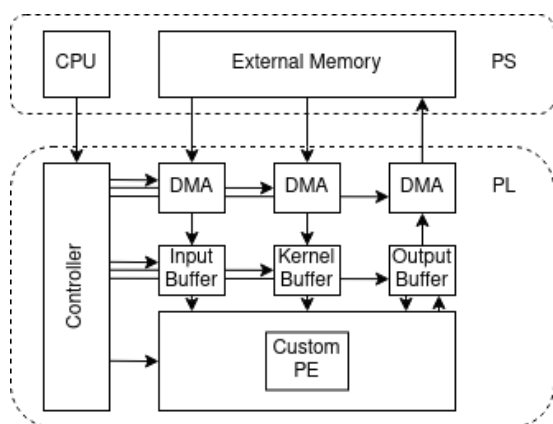 CPU
External Memory
PS
DMA
DMA
DMA
PL
Controller
Input
Buffer
Kernel
Buffer
Output
Buffer
Custom
PE